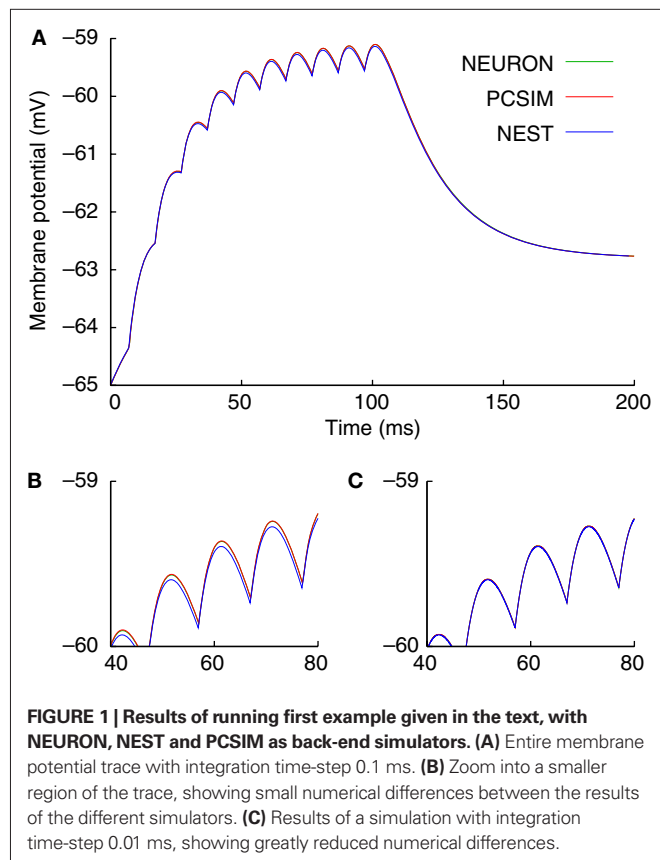 A
−59
−60
−61
−62
−63
−64
−65
Membrane potential (mV)
NEURON
PCSIM
NEST
0
50
100
150
200
Time (ms)
B
−59
−60
40
60
80
C
−59
−60
40
60
80
FIGURE 1 | Results of running first example given in the text, with
NEURON, NEST and PCSIM as back-end simulators. (A) Entire membrane
potential trace with integration time-step 0.1 ms. (B) Zoom into a smaller
region of the trace, showing small numerical differences between the results
of the different simulators. (C) Results of a simulation with integration
time-step 0.01 ms, showing greatly reduced numerical differences.